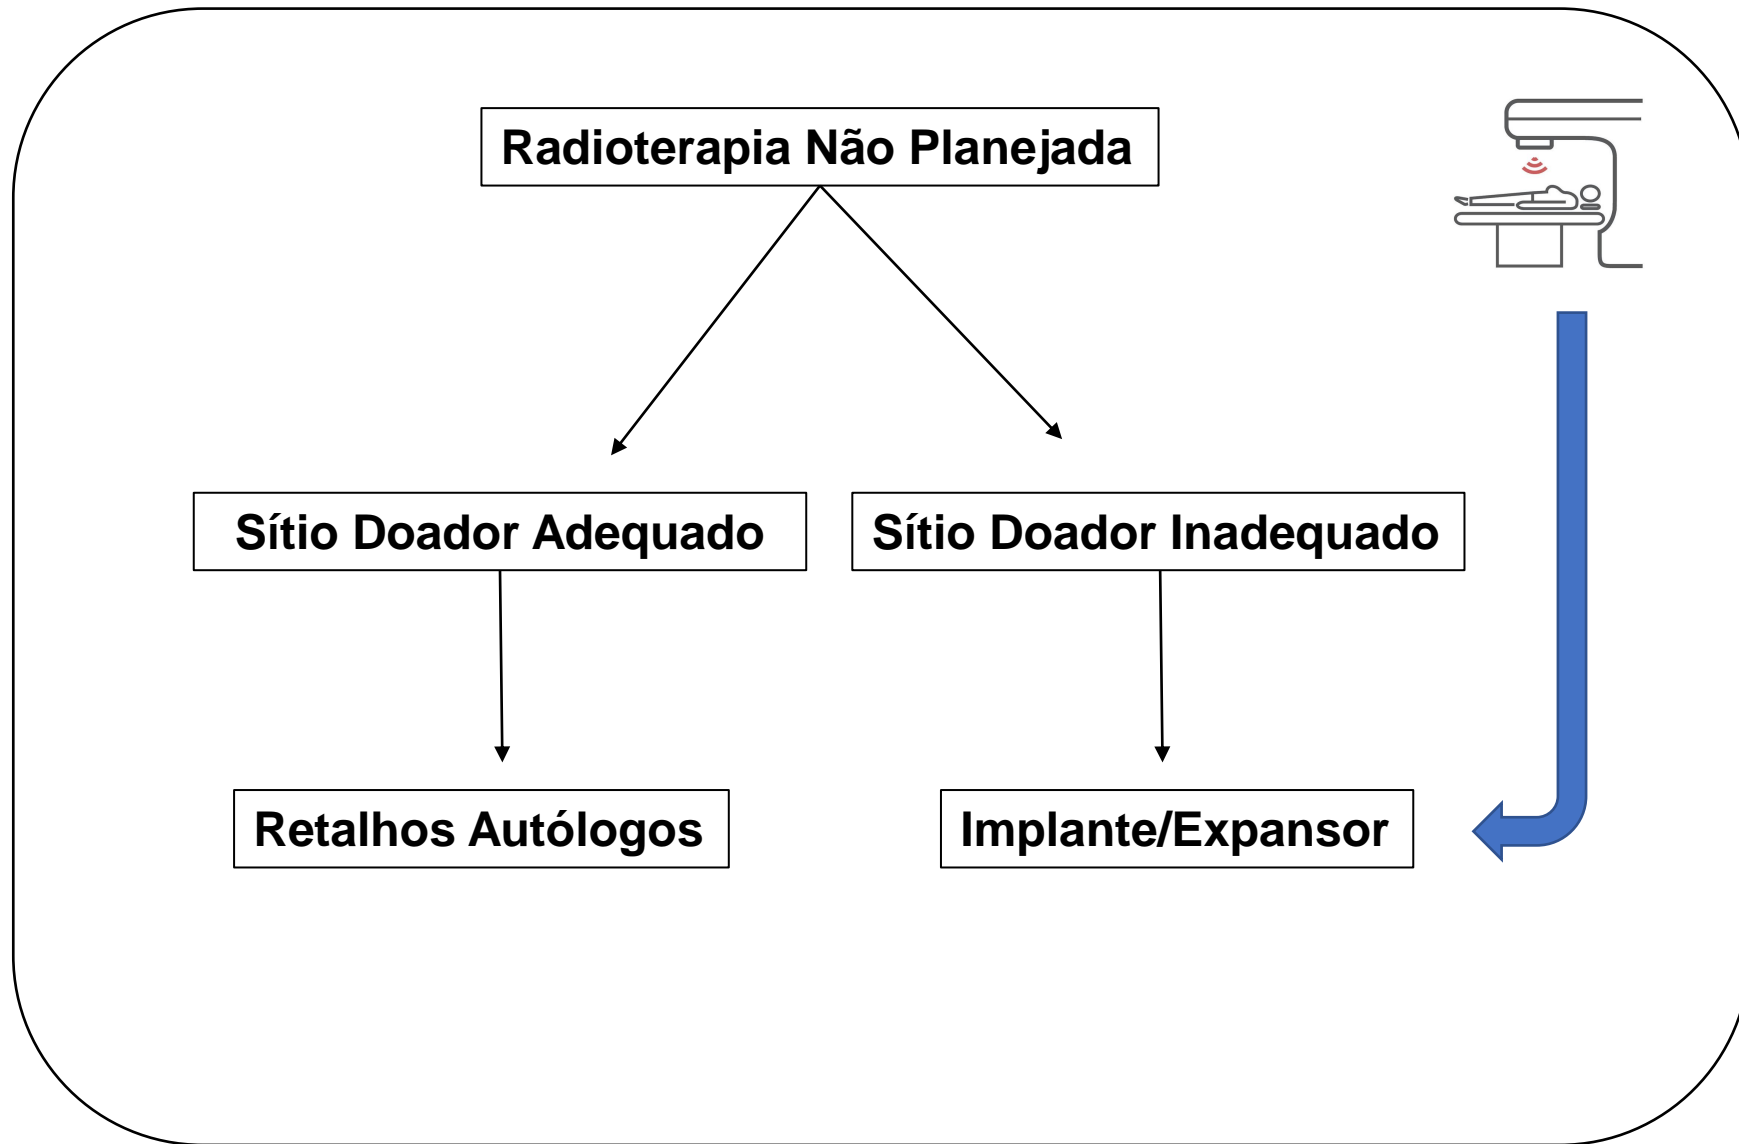 Radioterapia Não Planejada
Sítio Doador Adequado
Sítio Doador Inadequado
Retalhos Autólogos
Implante/Expansor